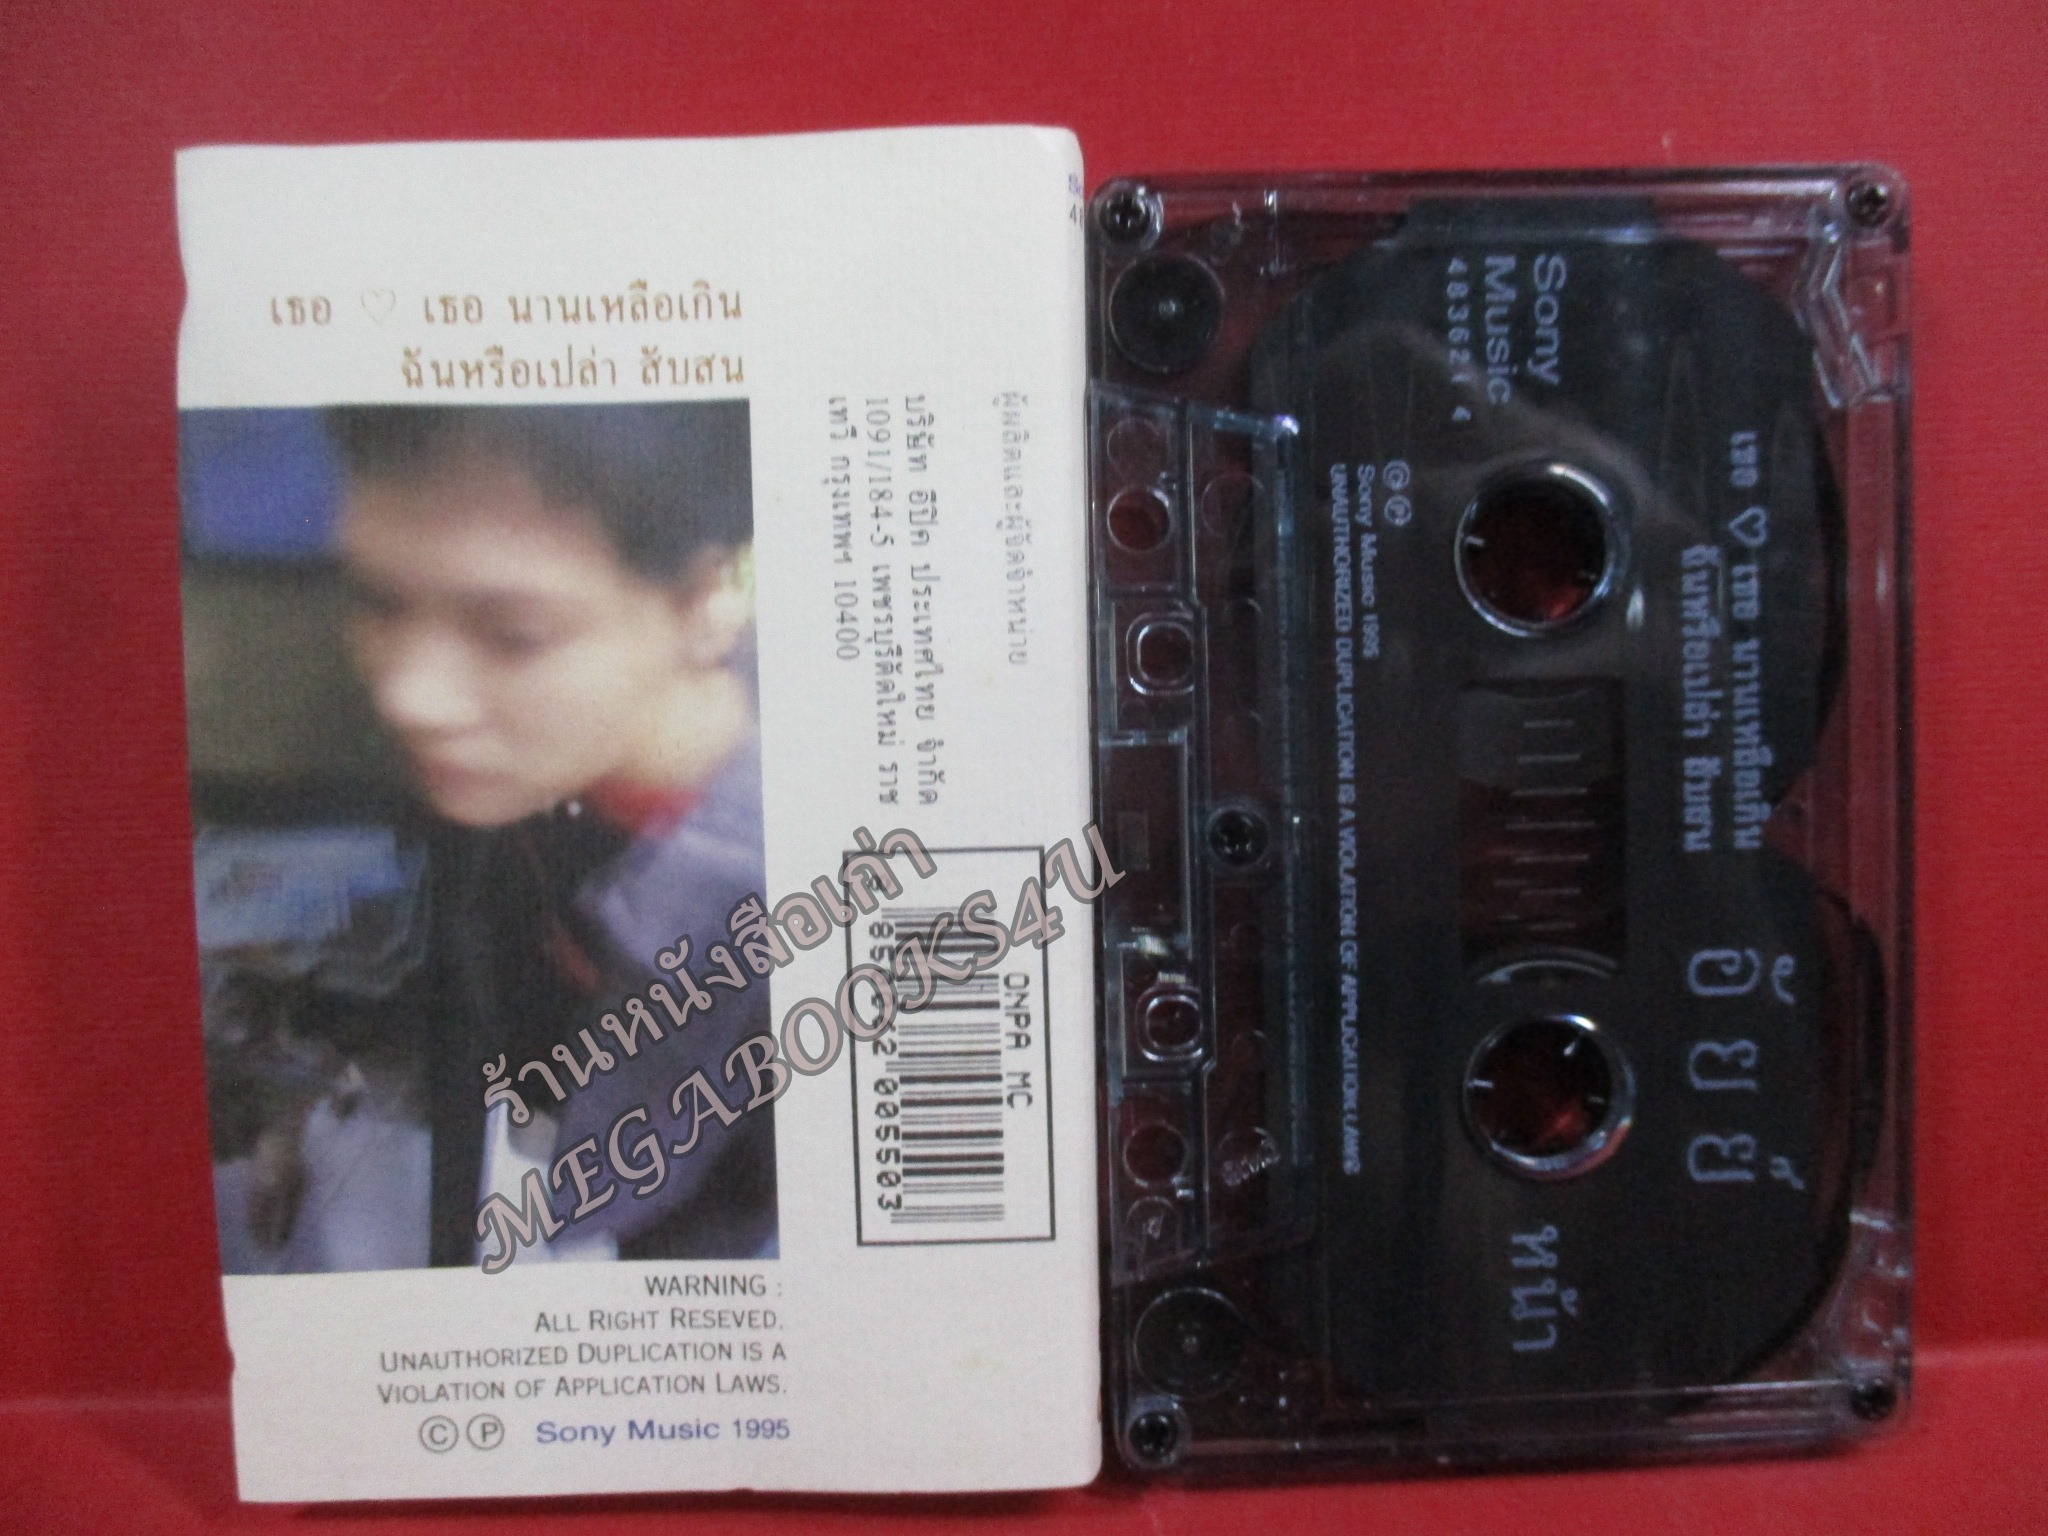 เธอ ♡ เธอ นานเหลือเกิน
ฉันหรือเปล่า สับสน
ผู้ผลิตและผู้จัดจำหน่าย
บริษัท อีปิค ประเทศไทย จำกัด
1091/184-5 เพชรบุรีตัดใหม่ ราช
เทวี กรุงเทพฯ 10400
ONPA MC
2005503
WARNING :
ALL RIGHT RESEVED.
UNAUTHORIZED DUPLICATION IS A
VIOLATION OF APPLICATION LAWS.
©℗ Sony Music 1995
ร้านหนังสือเก่า
MEGABOOKS4U
Sony
Music
483621 4
เธอ ♡ เธอ นานเหลือเกิน
ฉันหรือเปล่า สับสน
©℗
Sony Music 1995
UNAUTHORIZED DUPLICATION IS A VIOLATION OF APPLICATION LAWS
หน้า